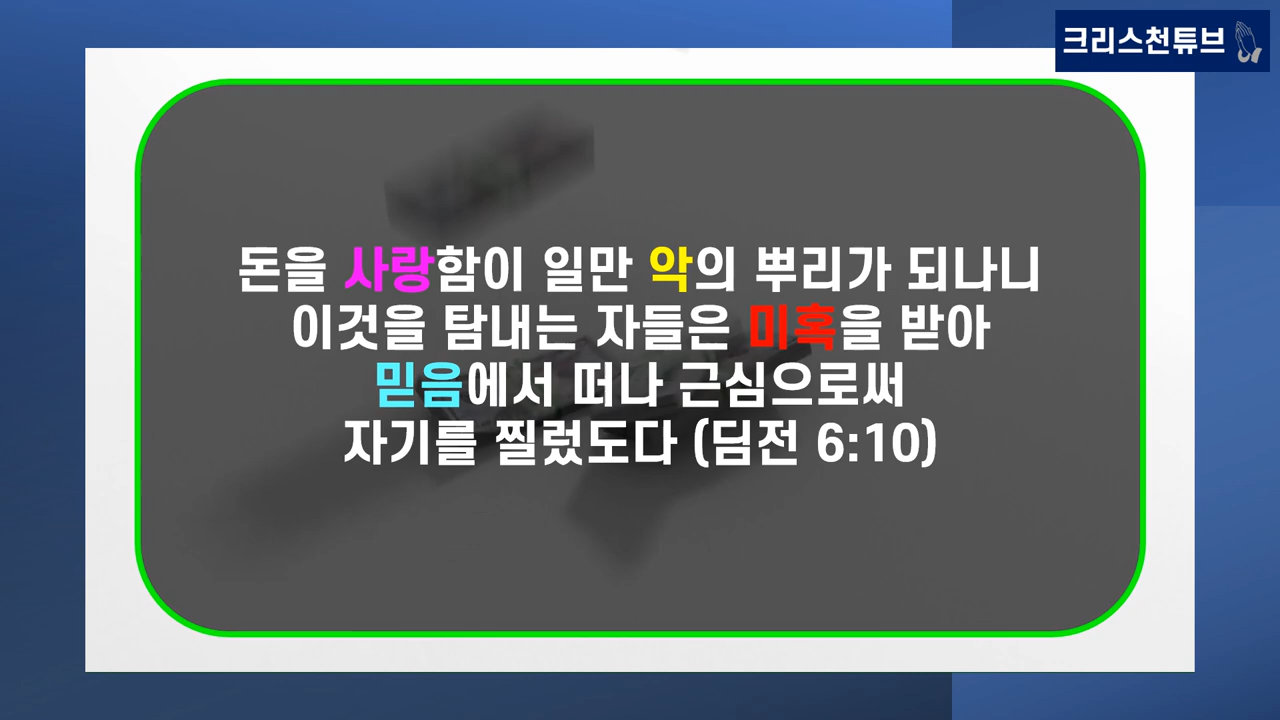 크리스천튜브
돈을 사랑함이 일만 악의 뿌리가 되나니
이것을 탐내는 자들은 미혹을 받아
믿음에서 떠나 근심으로써
자기를 찔렀도다 (딤전 6:10)